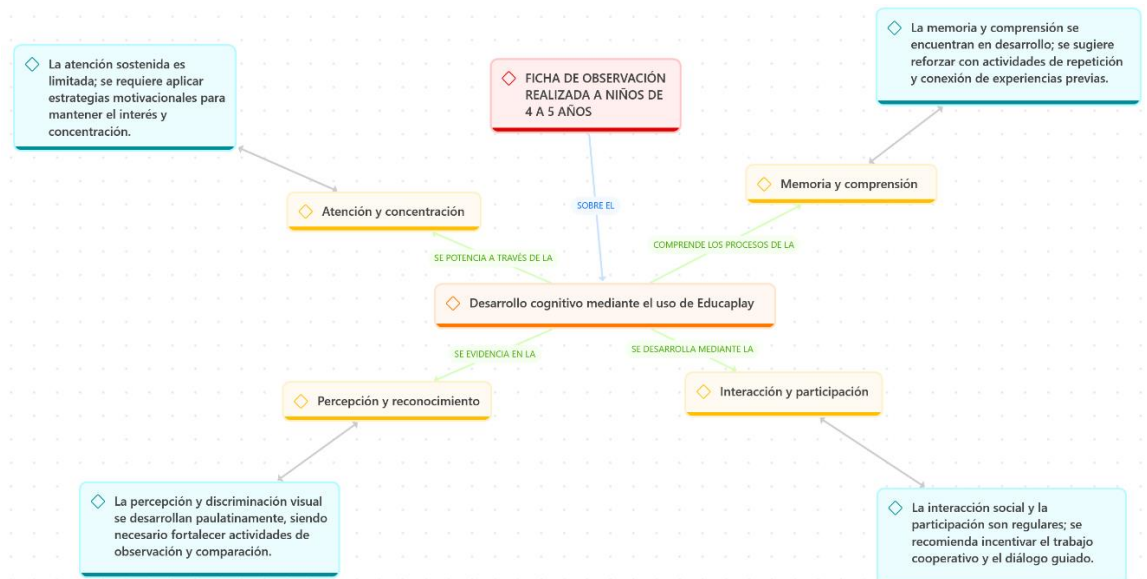 FICHA DE OBSERVACIÓN
REALIZADA A NIÑOS DE
4 A 5 AÑOS
SOBRE EL
Desarrollo cognitivo mediante el uso de Educaplay
SE POTENCIA A TRAVÉS DE LA
Atención y concentración
La atención sostenida es
limitada; se requiere aplicar
estrategias motivacionales para
mantener el interés y
concentración.
COMPRENDE LOS PROCESOS DE LA
Memoria y comprensión
La memoria y comprensión se
encuentran en desarrollo; se sugiere
reforzar con actividades de repetición
y conexión de experiencias previas.
SE EVIDENCIA EN LA
Percepción y reconocimiento
La percepción y discriminación visual
se desarrollan paulatinamente, siendo
necesario fortalecer actividades de
observación y comparación.
SE DESARROLLA MEDIANTE LA
Interacción y participación
La interacción social y la
participación son regulares; se
recomienda incentivar el trabajo
cooperativo y el diálogo guiado.